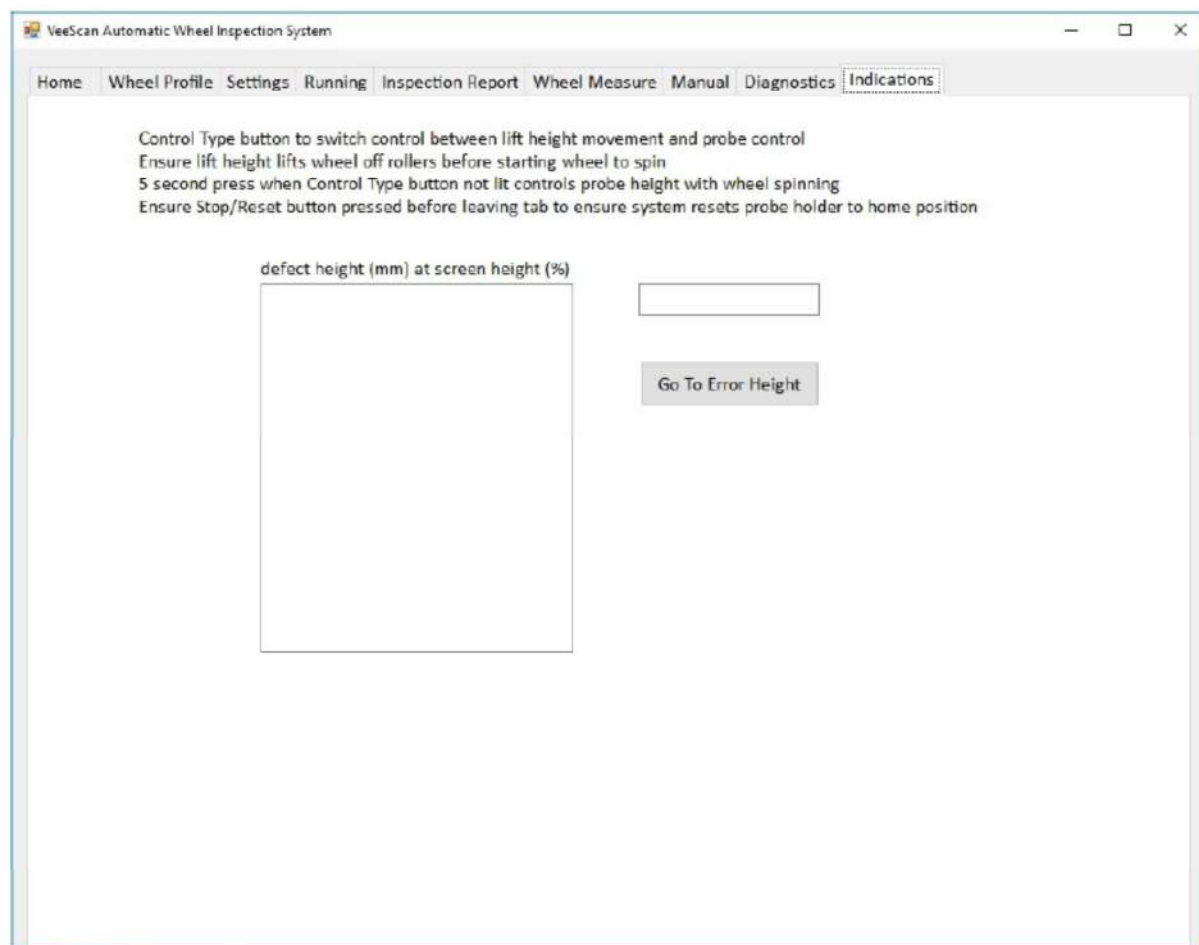 VeeScan Automatic Wheel Inspection System
Home Wheel Profile Settings Running Inspection Report Wheel Measure Manual Diagnostics Indications
Control Type button to switch control between lift height movement and probe control
Ensure lift height lifts wheel off rollers before starting wheel to spin
5 second press when Control Type button not lit controls probe height with wheel spinning
Ensure Stop/Reset button pressed before leaving tab to ensure system resets probe holder to home position
defect height (mm) at screen height (%)
Go To Error Height